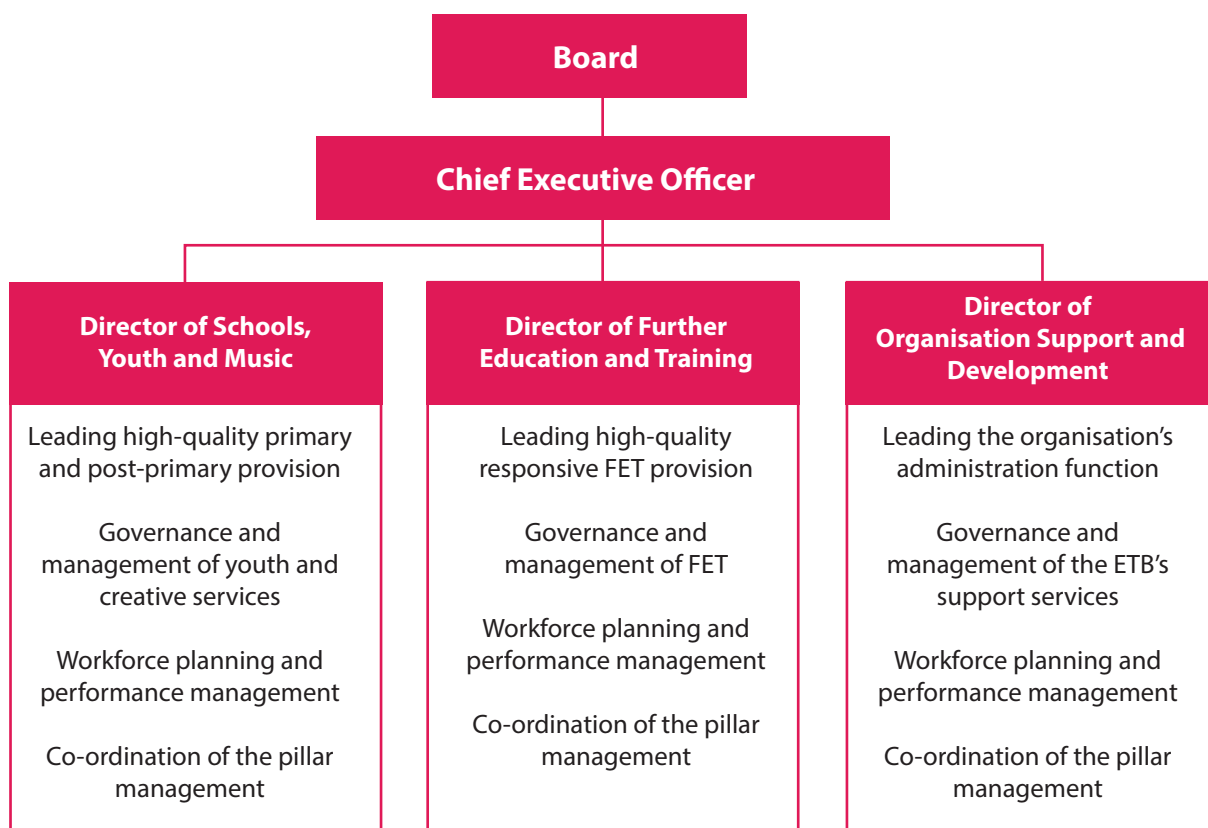 Board
Chief Executive Officer
Director of Schools,
Youth and Music
Leading high-quality primary
and post-primary provision
Governance and
management of youth and
creative services
Workforce planning and
performance management
Co-ordination of the pillar
management
Director of Further
Education and Training
Leading high-quality
responsive FET provision
Governance and
management of FET
Workforce planning and
performance management
Co-ordination of the pillar
management
Director of
Organisation Support and
Development
Leading the organisation’s
administration function
Governance and
management of the ETB’s
support services
Workforce planning and
performance management
Co-ordination of the pillar
management